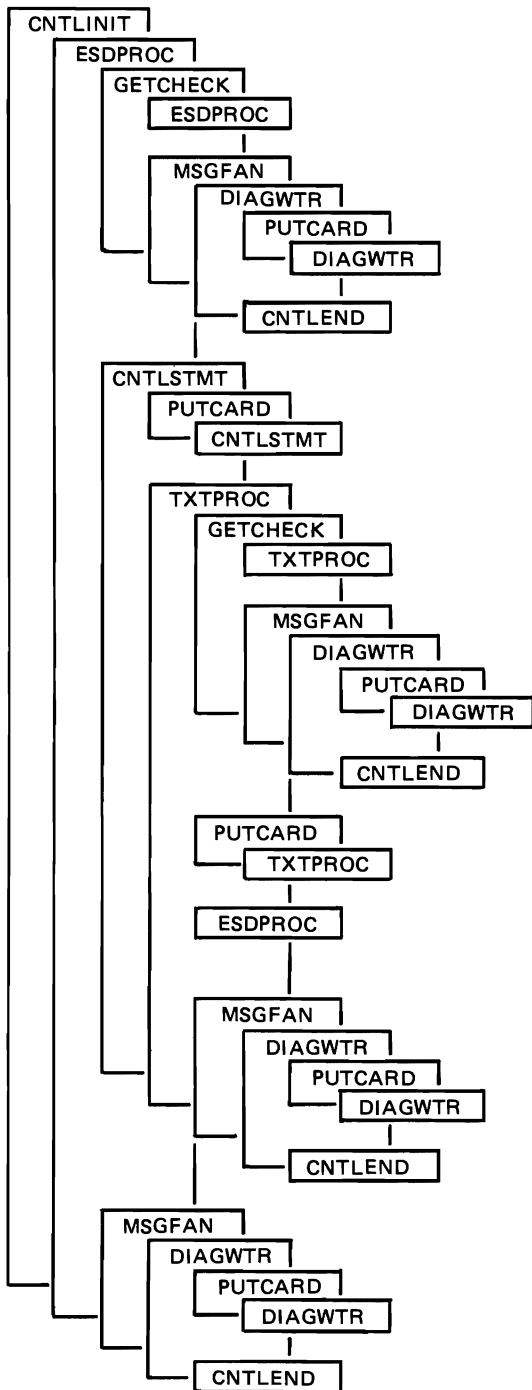 CNTLINIT
ESDPROC
GETCHECK
ESDPROC
MSGFAN
DIAGWTR
PUTCARD
DIAGWTR
CNTLEND
CNTLSTMT
PUTCARD
CNTLSTMT
TXTPROC
GETCHECK
TXTPROC
MSGFAN
DIAGWTR
PUTCARD
DIAGWTR
CNTLEND
PUTCARD
TXTPROC
ESDPROC
MSGFAN
DIAGWTR
PUTCARD
DIAGWTR
CNTLEND
MSGFAN
DIAGWTR
PUTCARD
DIAGWTR
CNTLEND